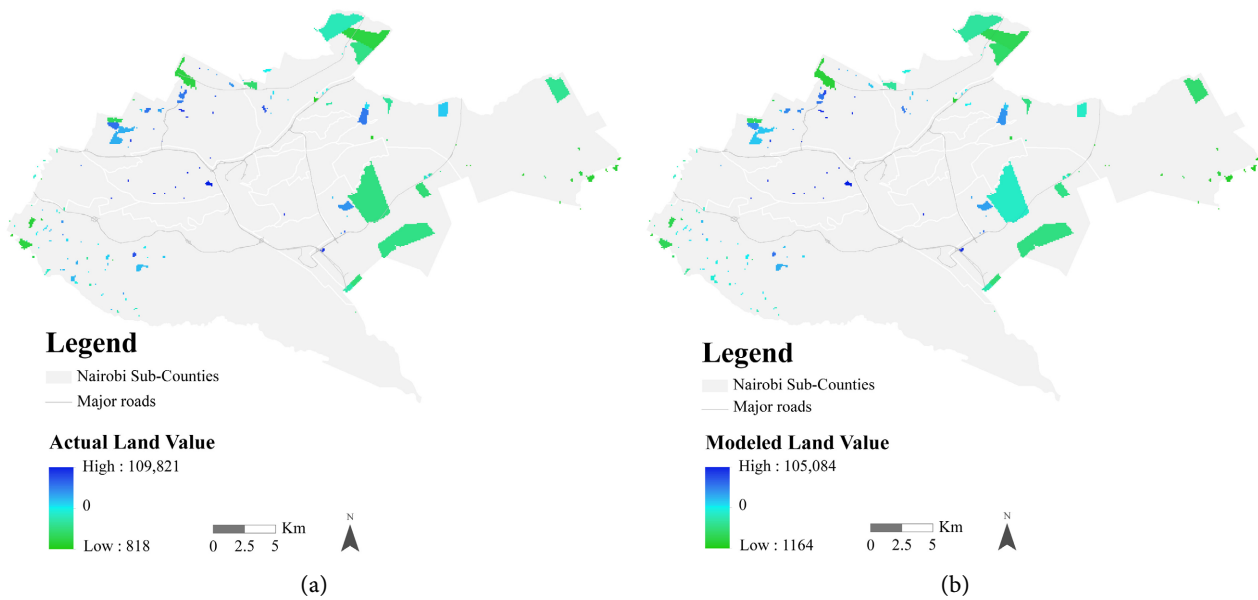 Legend
Nairobi Sub-Counties
Major roads
Actual Land Value
High : 109,821
0
Low : 818
N
Km
0 2.5 5
(a)
Legend
Nairobi Sub-Counties
Major roads
Modeled Land Value
High : 105,084
0
Low : 1164
N
Km
0 2.5 5
(b)